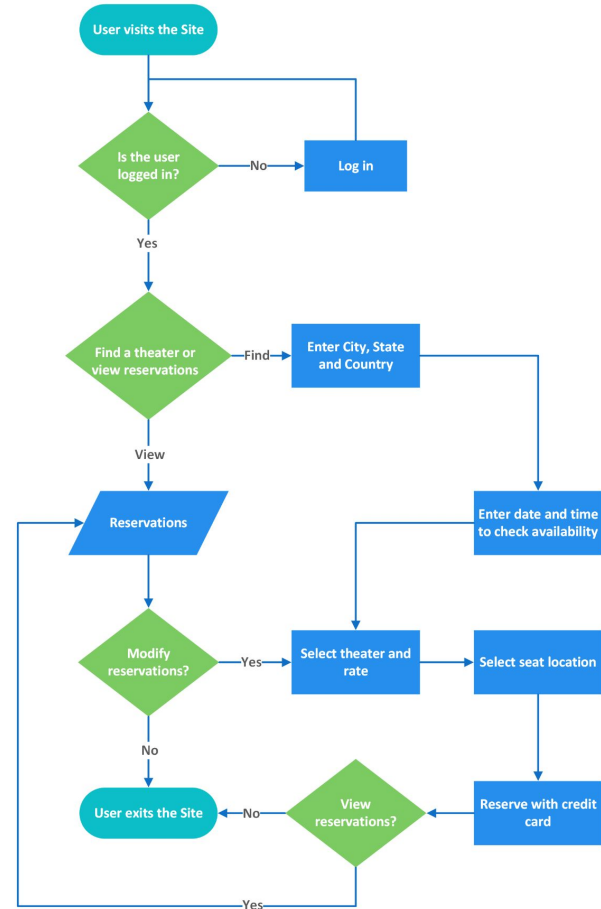 User visits the Site
Is the user
logged in?
No
Log in
Yes
Find a theater or
view reservations
Find
Enter City, State
and Country
View
Reservations
Enter date and time
to check availability
Modify
reservations?
Yes
Select theater and
rate
Select seat location
No
User exits the Site
No
View
reservations?
Reserve with credit
card
Yes